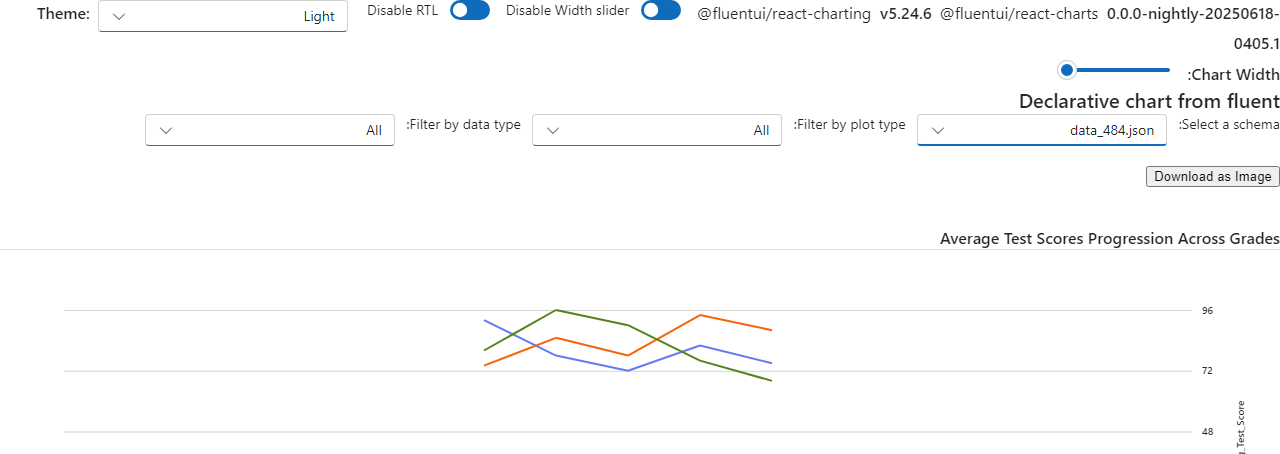 Theme: Light Disable RTL Disable Width slider @fluentui/react-charting v5.24.6 @fluentui/react-charts 0.0.0-nightly-20250618-
0405.1
:Chart Width
Declarative chart from fluent
:Select a schema data_484.json :Filter by plot type All :Filter by data type All
Download as Image
Average Test Scores Progression Across Grades
96
72
48
_Test_Score